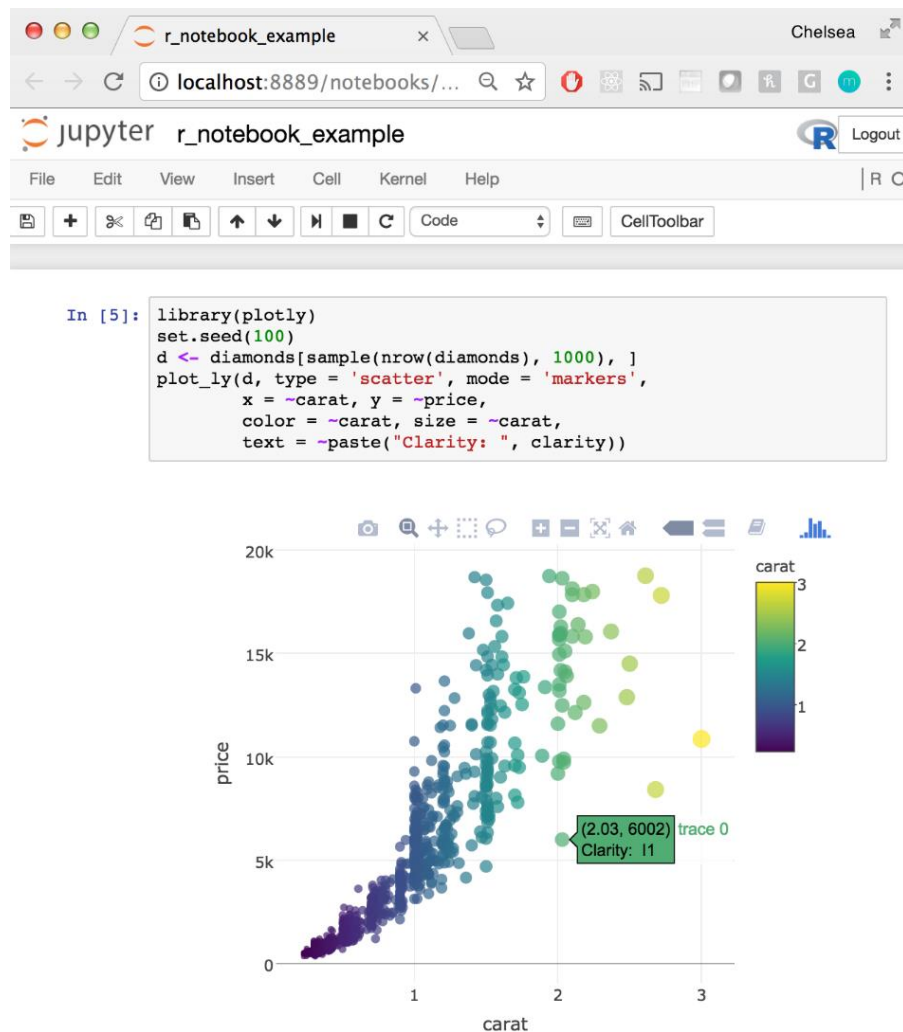 r_notebook_example ×
Chelsea
localhost:8889/notebooks/...
jupyter r_notebook_example
R
Logout
File Edit View Insert Cell Kernel Help
R
Code
CellToolbar
In [5]:
library(plotly)
set.seed(100)
d <- diamonds[sample(nrow(diamonds), 1000), ]
plot_ly(d, type = 'scatter', mode = 'markers',
x = ~carat, y = ~price,
color = ~carat, size = ~carat,
text = ~paste("Clarity: ", clarity))
20k
15k
10k
5k
0
price
(2.03, 6002) trace 0
Clarity: I1
1 2 3
carat
carat
3
2
1